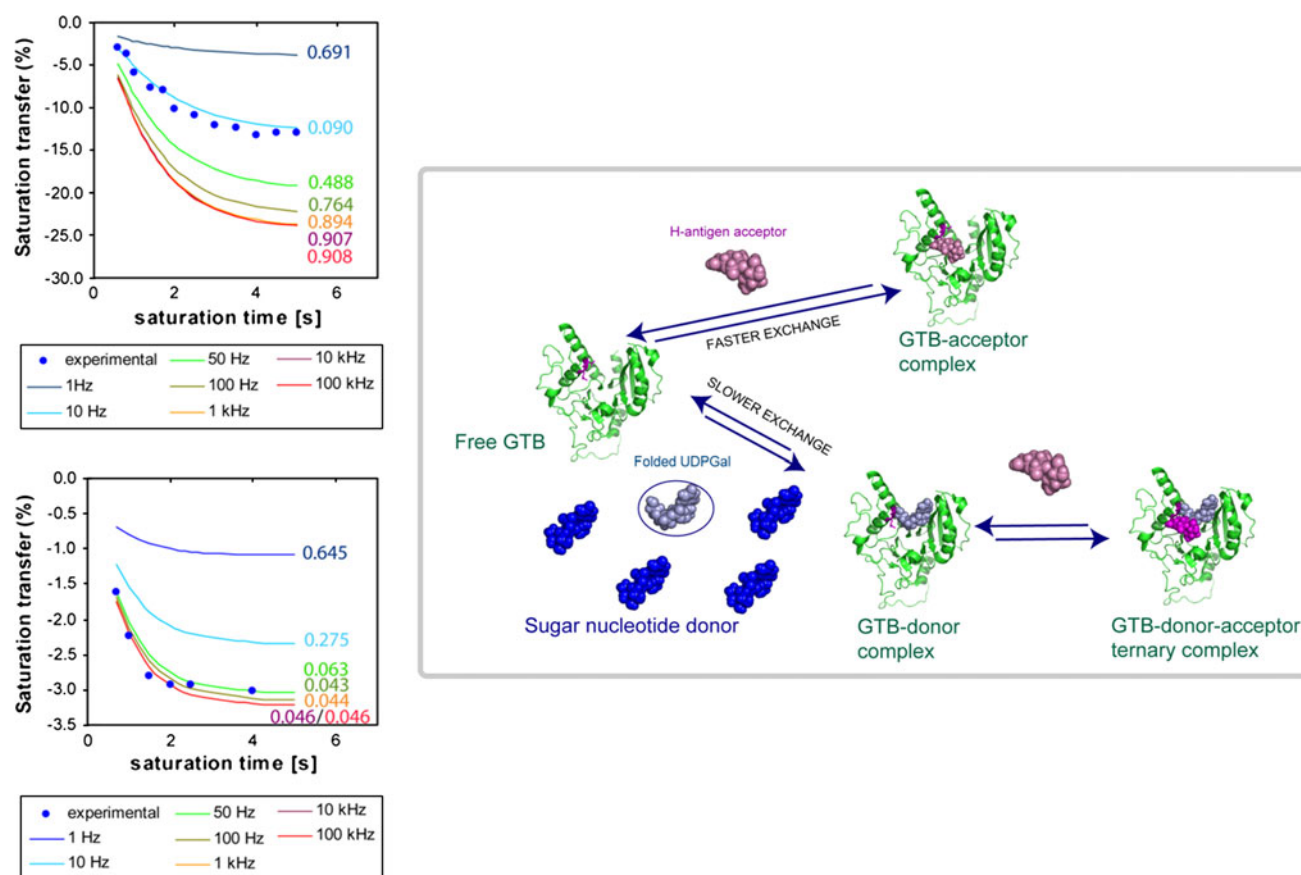 0.0
-5.0
-10.0
-15.0
-20.0
-25.0
-30.0
Saturation transfer (%)
0 2 4 6
saturation time [s]
0.691
0.090
0.488
0.764
0.894
0.907
0.908
experimental
1Hz
10 Hz
50 Hz
100 Hz
1 kHz
10 kHz
100 kHz
0.0
-0.5
-1.0
-1.5
-2.0
-2.5
-3.0
-3.5
Saturation transfer (%)
0 2 4 6
saturation time [s]
0.645
0.275
0.063
0.043
0.044
0.046/0.046
experimental
1 Hz
10 Hz
50 Hz
100 Hz
1 kHz
10 kHz
100 kHz
H-antigen acceptor
FASTER EXCHANGE
GTB-acceptor
complex
Free GTB
SLOWER EXCHANGE
Folded UDPGal
Sugar nucleotide donor
GTB-donor
complex
GTB-donor-acceptor
ternary complex